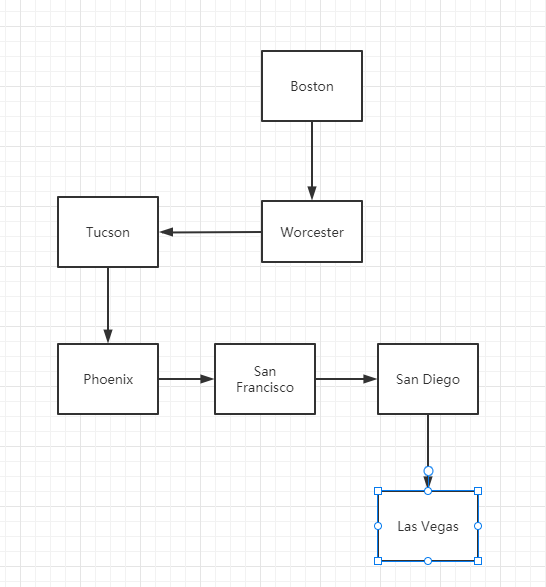 Boston
Tucson
Worcester
Phoenix
San
Francisco
San Diego
Las Vegas